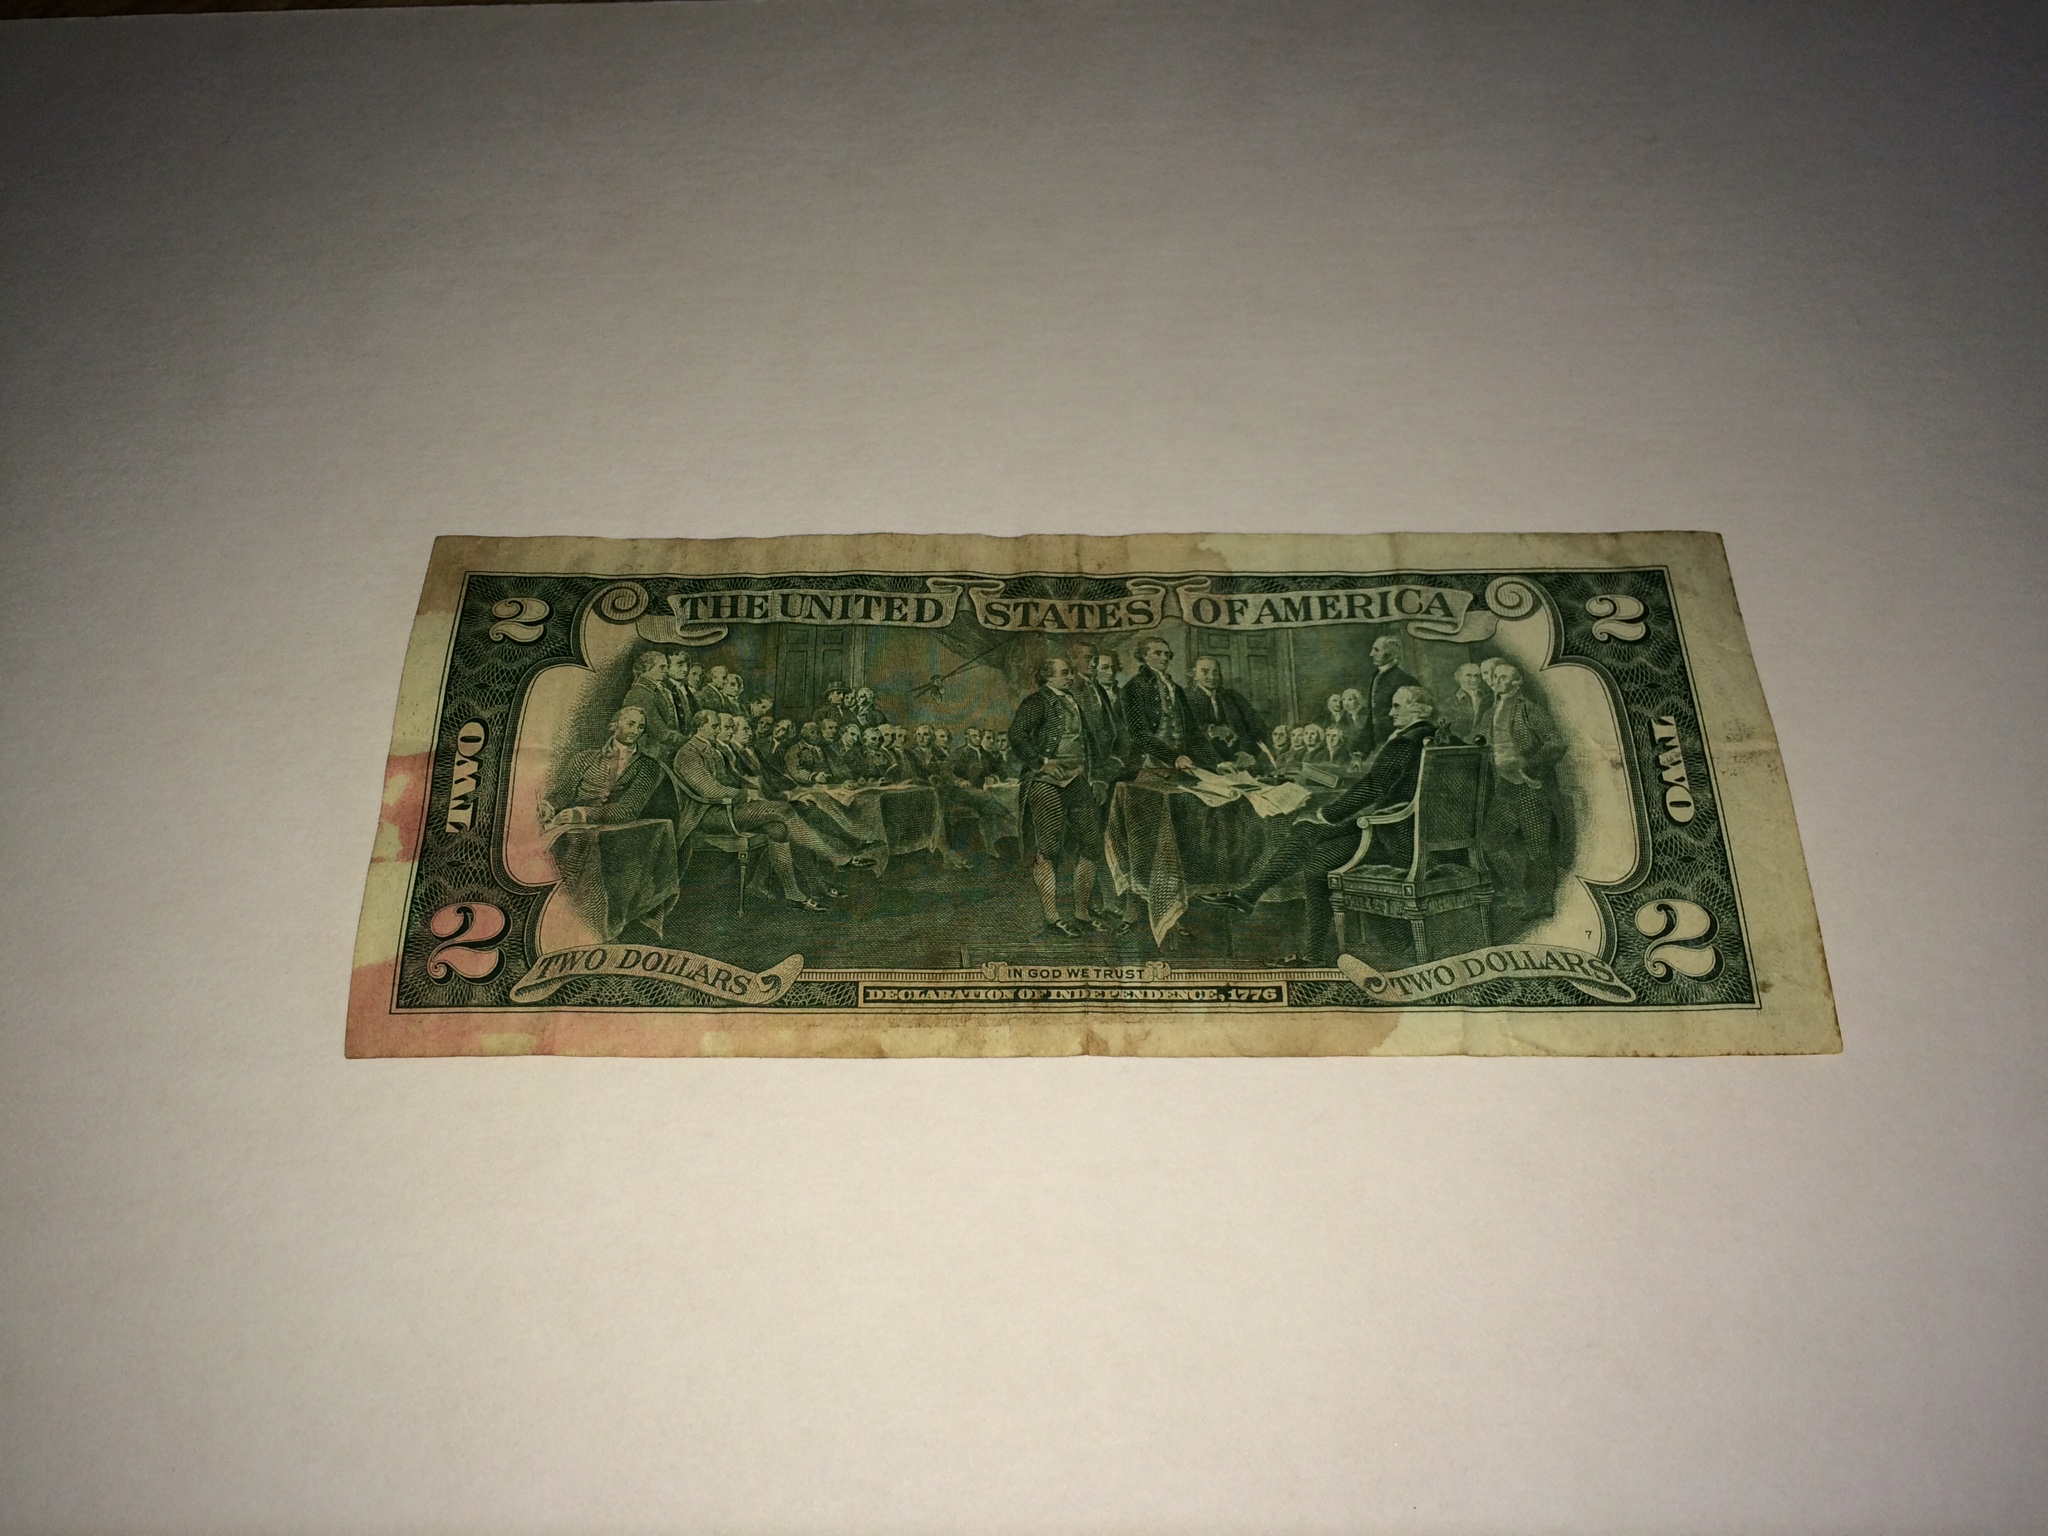 2 THE UNITED STATES OF AMERICA 2
TWO TWO
7
2 TWO DOLLARS IN GOD WE TRUST TWO DOLLARS 2
DECLARATION OF INDEPENDENCE, 1776